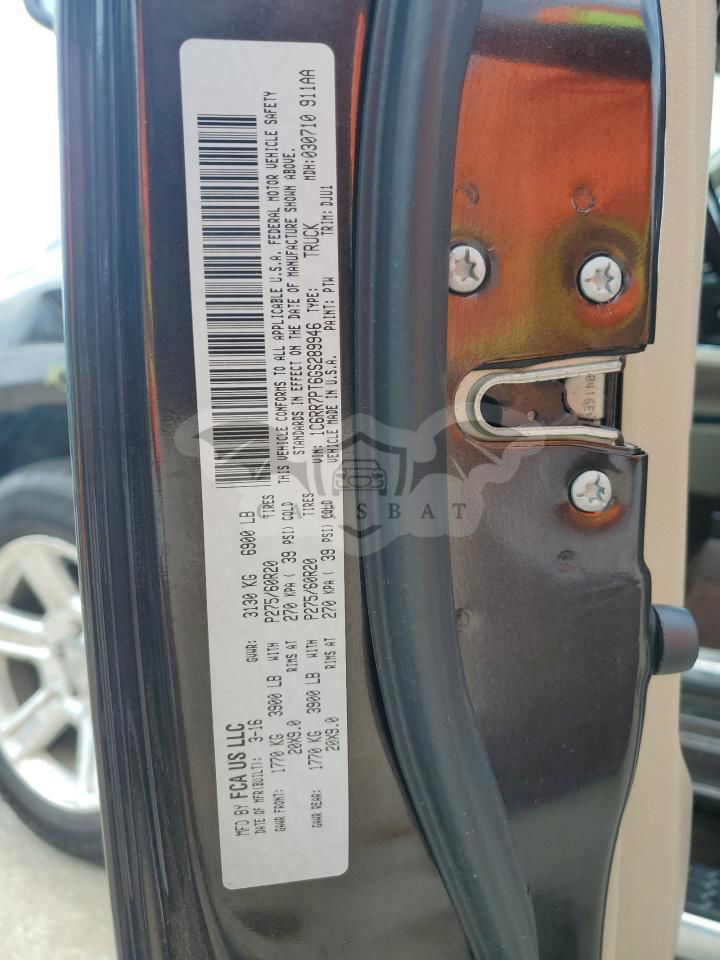 MFD BY FCA US LLC
DATE OF MFR(BUILT): 3-16 GVWR: 3130 KG 6900 LB
GAWR FRONT: 1770 KG 3900 LB WITH P275/60R20 TIRES
20X9.0 RIMS AT 270 KPA ( 39 PSI) COLD
GAWR REAR: 1770 KG 3900 LB WITH P275/60R20 TIRES
20X9.0 RIMS AT 270 KPA ( 39 PSI) COLD
THIS VEHICLE CONFORMS TO ALL APPLICABLE U.S.A. FEDERAL MOTOR VEHICLE SAFETY
STANDARDS IN EFFECT ON THE DATE OF MANUFACTURE SHOWN ABOVE.
VIN: 1C6RR7PT6GS289946 TYPE: TRUCK MDH:030710 911AA
VEHICLE MADE IN U.S.A. PAINT: PTW TRIM: DJU1